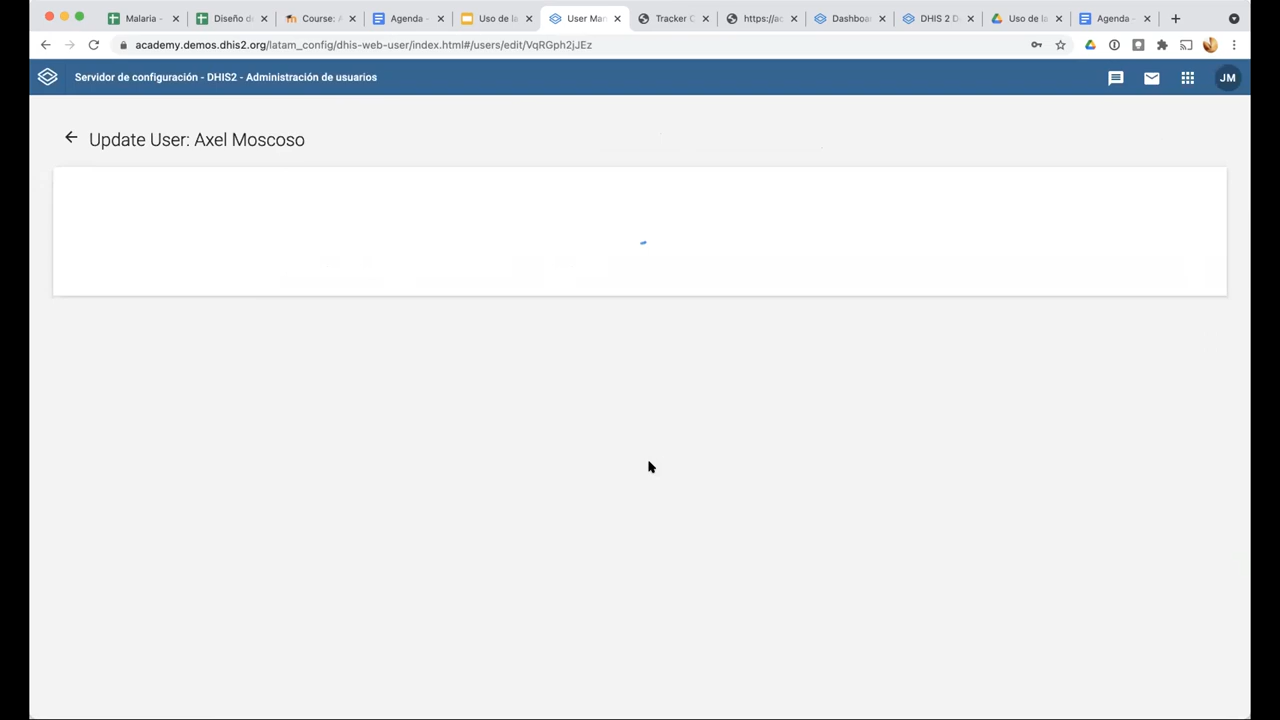 Malaria -
Diseño d
Course: A
Agenda -
Uso de la
User Man
Tracker C
https://ac
Dashboa
DHIS 2 D
Uso de la
Agenda -
academy.demos.dhis2.org/latam_config/dhis-web-user/index.html#/users/edit/VqRGph2jJEz
Servidor de configuración - DHIS2 - Administración de usuarios
JM
Update User: Axel Moscoso